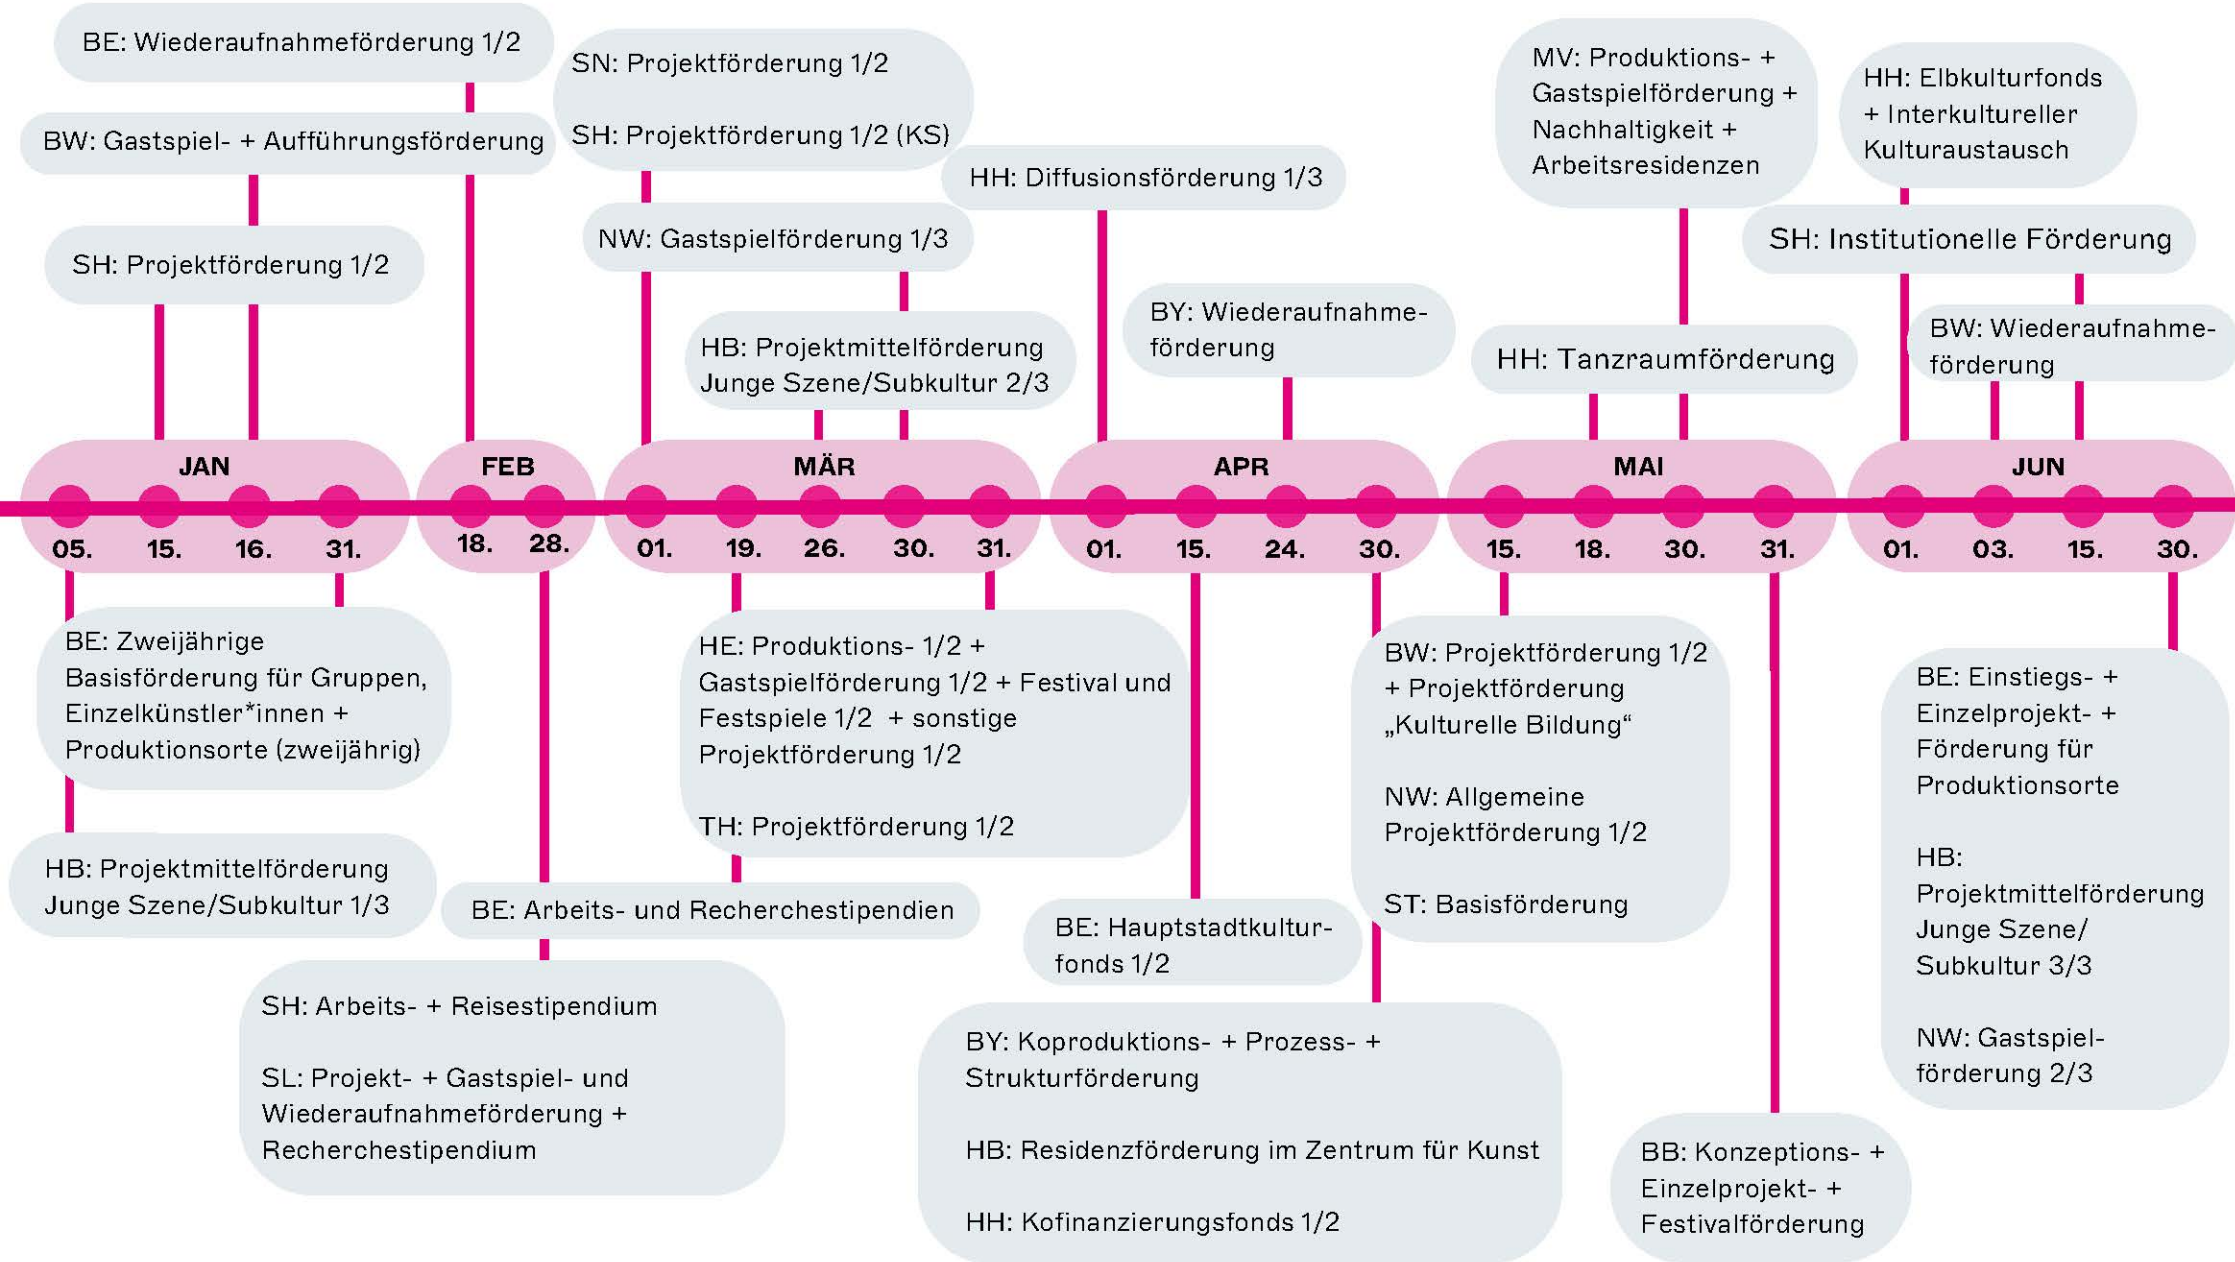 BE: Wiederaufnahmeförderung 1/2
BW: Gastspiel- + Aufführungsförderung
SH: Projektförderung 1/2
SN: Projektförderung 1/2
SH: Projektförderung 1/2 (KS)
NW: Gastspielförderung 1/3
HB: Projektmittelförderung
Junge Szene/Subkultur 2/3
HH: Diffusionsförderung 1/3
BY: Wiederaufnahme-
förderung
MV: Produktions- +
Gastspielförderung +
Nachhaltigkeit +
Arbeitsresidenzen
HH: Tanzraumförderung
HH: Elbkulturfonds
+ Interkultureller
Kulturaustausch
SH: Institutionelle Förderung
BW: Wiederaufnahme-
förderung
JAN
FEB
MÄR
APR
MAI
JUN
05. 15. 16. 31.
18. 28.
01. 19. 26. 30. 31.
01. 15. 24. 30.
15. 18. 30. 31.
01. 03. 15. 30.
BE: Zweijährige
Basisförderung für Gruppen,
Einzelkünstler*innen +
Produktionsorte (zweijährig)
HB: Projektmittelförderung
Junge Szene/Subkultur 1/3
BE: Arbeits- und Recherchestipendien
SH: Arbeits- + Reisestipendium
SL: Projekt- + Gastspiel- und
Wiederaufnahmeförderung +
Recherchestipendium
HE: Produktions- 1/2 +
Gastspielförderung 1/2 + Festival und
Festspiele 1/2 + sonstige
Projektförderung 1/2
TH: Projektförderung 1/2
BE: Hauptstadtkultur-
fonds 1/2
BY: Koproduktions- + Prozess- +
Strukturförderung
HB: Residenzförderung im Zentrum für Kunst
HH: Kofinanzierungsfonds 1/2
BW: Projektförderung 1/2
+ Projektförderung
„Kulturelle Bildung“
NW: Allgemeine
Projektförderung 1/2
ST: Basisförderung
BB: Konzeptions- +
Einzelprojekt- +
Festivalförderung
BE: Einstiegs- +
Einzelprojekt- +
Förderung für
Produktionsorte
HB:
Projektmittelförderung
Junge Szene/
Subkultur 3/3
NW: Gastspiel-
förderung 2/3